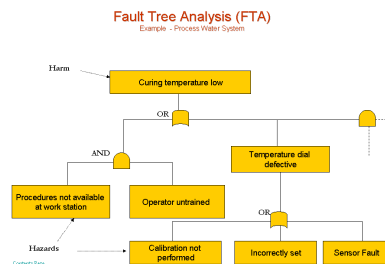 Fault Tree Analysis (FTA)
Example - Process Water System
Harm
Curing temperature low
OR
AND
Temperature dial
defective
Procedures not available
at work station
Operator untrained
OR
Hazards
Calibration not
performed
Incorrectly set
Sensor Fault